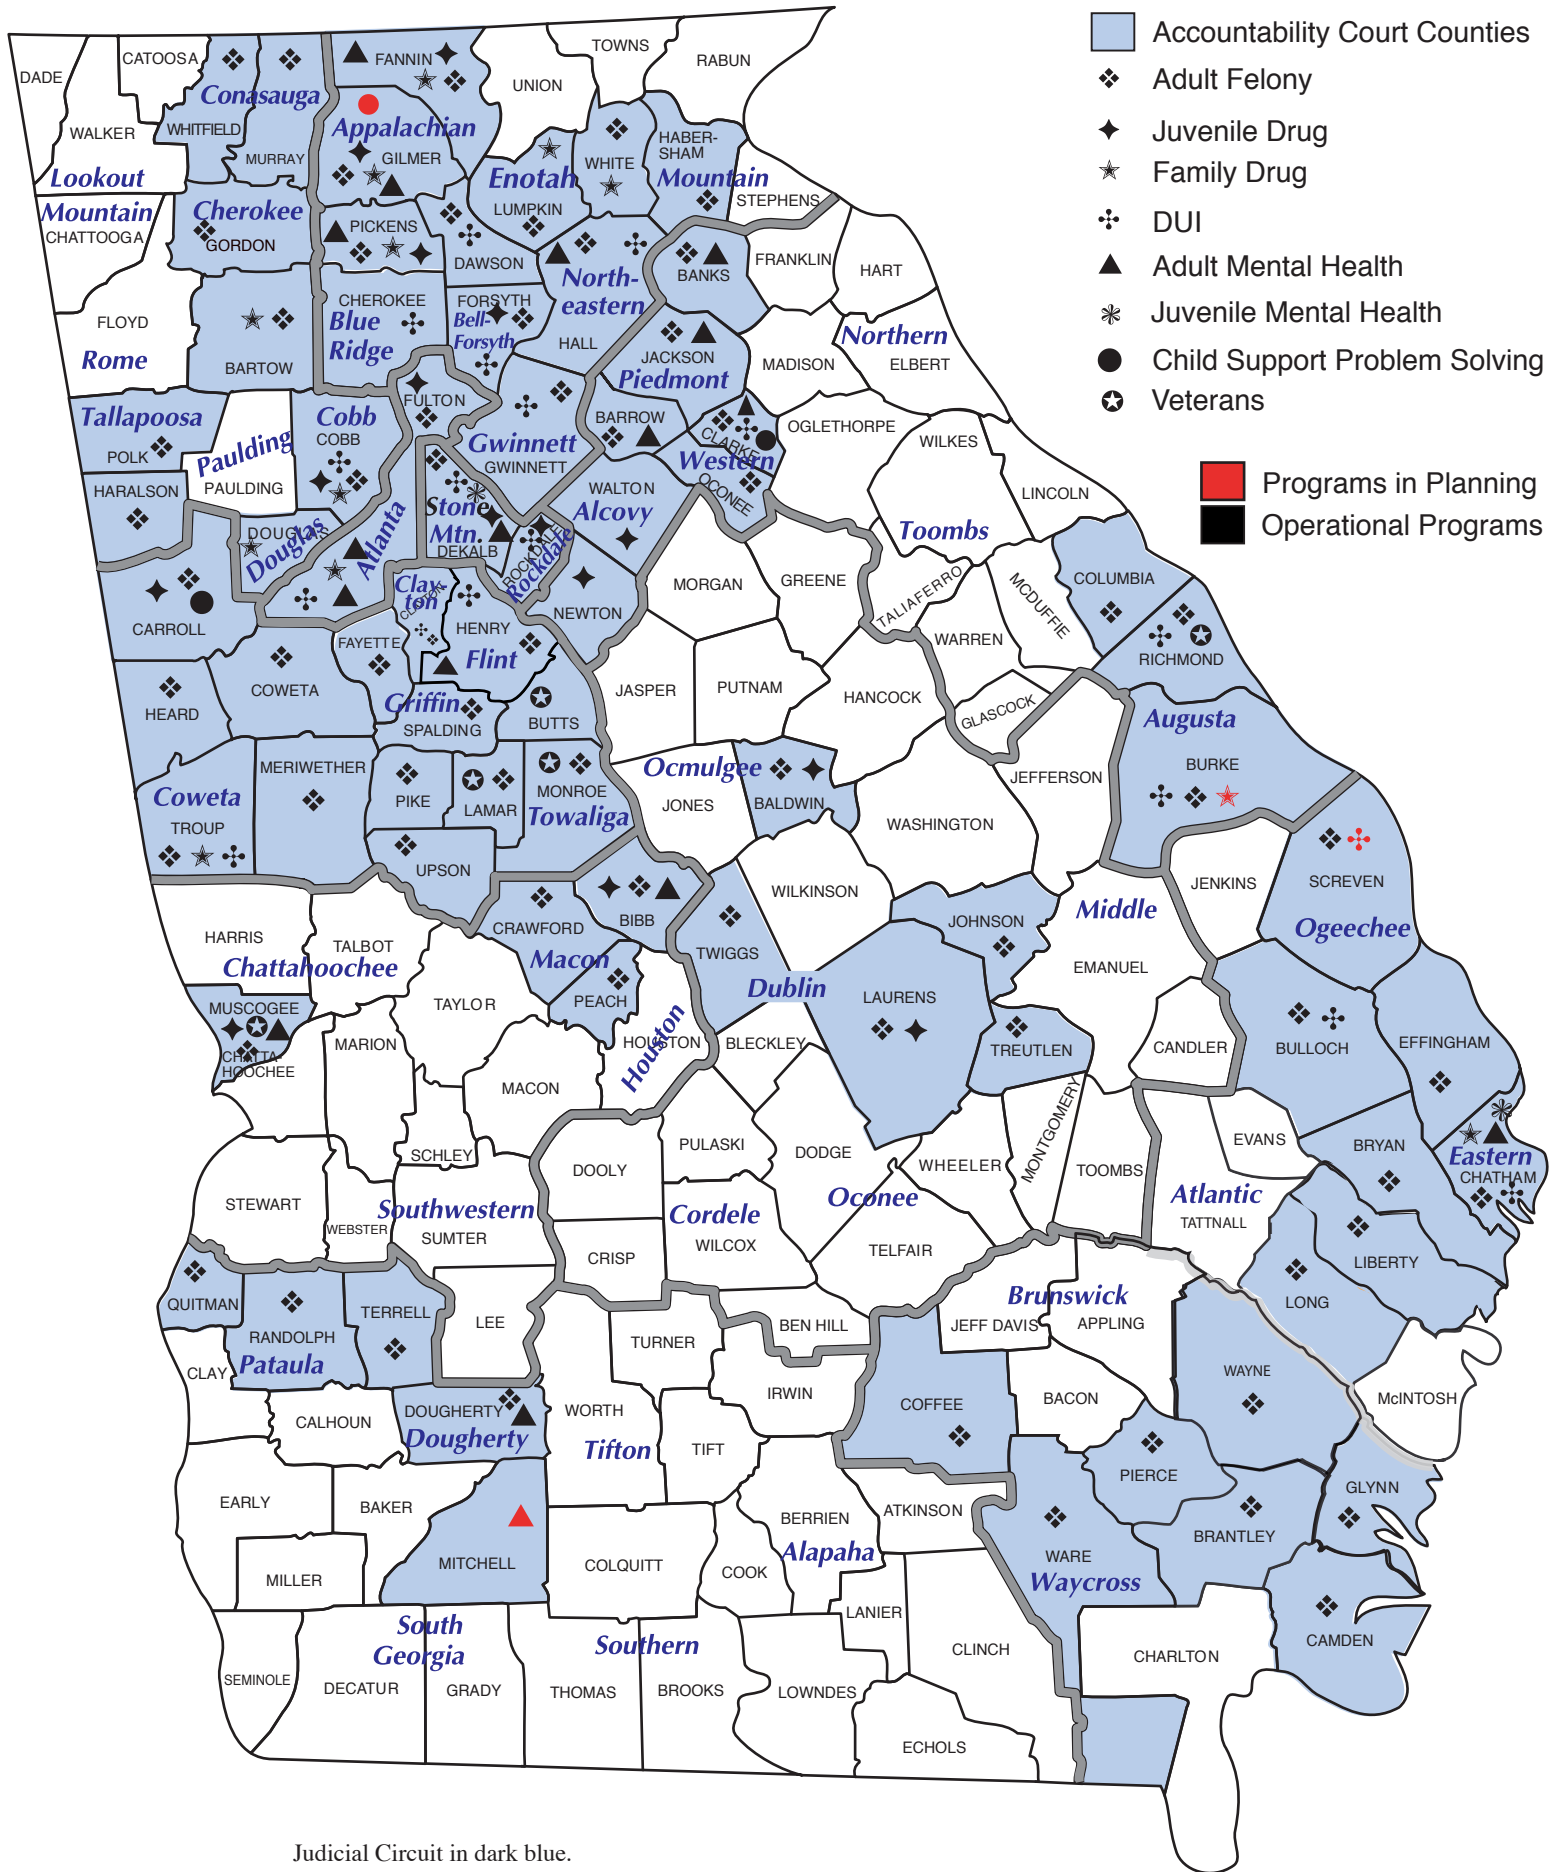 Accountability Court Counties
Adult Felony
Juvenile Drug
Family Drug
DUI
Adult Mental Health
Juvenile Mental Health
Child Support Problem Solving
Veterans
Programs in Planning
Operational Programs
DADE
CATOOSA
WALKER
Lookout
Mountain
CHATTOOGA
Conasauga
WHITFIELD
MURRAY
FANNIN
Appalachian
GILMER
PICKENS
UNION
TOWNS
RABUN
Enotah
LUMPKIN
WHITE
HABER-
SHAM
Mountain
STEPHENS
Cherokee
GORDON
DAWSON
North-
eastern
HALL
BANKS
FRANKLIN
HART
FLOYD
Rome
BARTOW
CHEROKEE
Blue
Ridge
FORSYTH
Bell-
Forsyth
JACKSON
Piedmont
MADISON
Northern
ELBERT
Tallapoosa
POLK
HARALSON
Paulding
PAULDING
Cobb
COBB
FULTON
Gwinnett
GWINNETT
BARROW
CLARKE
Western
OCONEE
OGLETHORPE
WILKES
LINCOLN
Toombs
DOUGLAS
Douglas
Atlanta
Stone
Mtn.
DEKALB
ROCKDALE
Rockdale
WALTON
Alcovy
NEWTON
MORGAN
GREENE
TALIAFERRO
MCDUFFIE
COLUMBIA
RICHMOND
WARREN
CARROLL
Clay
ton
CLAYTON
HENRY
Flint
FAYETTE
COWETA
HEARD
Griffin
SPALDING
BUTTS
JASPER
PUTNAM
HANCOCK
GLASCOCK
Augusta
BURKE
JEFFERSON
Coweta
TROUP
MERIWETHER
PIKE
LAMAR
MONROE
Towaliga
UPSON
Ocmulgee
JONES
BALDWIN
WASHINGTON
JENKINS
SCREVEN
Ogeechee
HARRIS
TALBOT
Chattahoochee
CRAWFORD
BIBB
Macon
PEACH
TWIGGS
WILKINSON
JOHNSON
Middle
EMANUEL
Dublin
LAURENS
TREUTLEN
CANDLER
BULLOCH
EFFINGHAM
MUSCOGEE
CHATTA-
HOOCHEE
MARION
TAYLOR
MACON
HOUSTON
Houston
BLECKLEY
SCHLEY
DOOLY
PULASKI
DODGE
WHEELER
MONTGOMERY
TOOMBS
EVANS
BRYAN
Eastern
CHATHAM
STEWART
WEBSTER
Southwestern
SUMTER
CRISP
Cordele
WILCOX
Oconee
TELFAIR
Atlantic
TATTNALL
LIBERTY
LONG
QUITMAN
RANDOLPH
Pataula
TERRELL
LEE
TURNER
BEN HILL
Brunswick
JEFF DAVIS
APPLING
WAYNE
McINTOSH
CLAY
CALHOUN
DOUGHERTY
Dougherty
WORTH
Tifton
TIFT
IRWIN
COFFEE
BACON
PIERCE
GLYNN
EARLY
BAKER
MITCHELL
COLQUITT
COOK
BERRIEN
Alapaha
ATKINSON
WARE
Waycross
BRANTLEY
CAMDEN
MILLER
SEMINOLE
DECATUR
South
Georgia
GRADY
THOMAS
Southern
BROOKS
LOWNDES
LANIER
CLINCH
ECHOLS
CHARLTON
Judicial Circuit in dark blue.